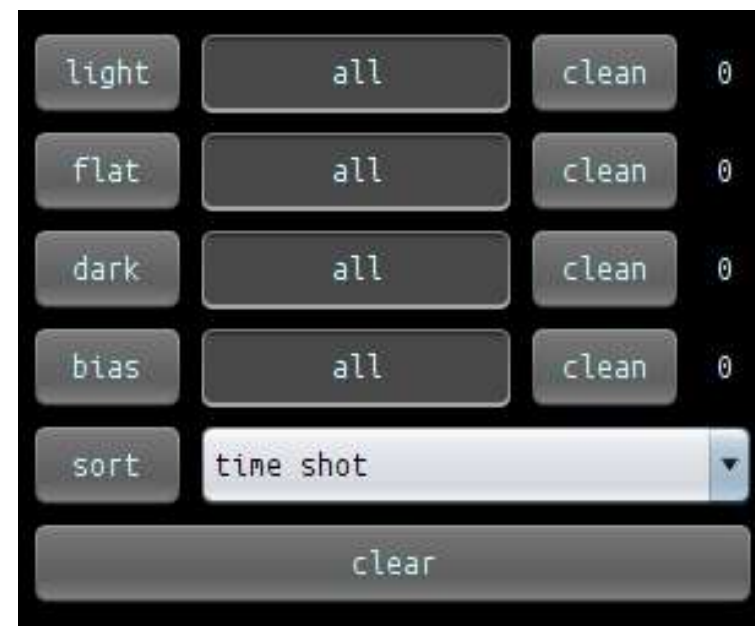 light all clean 0
flat all clean 0
dark all clean 0
bias all clean 0
sort time shot
clear